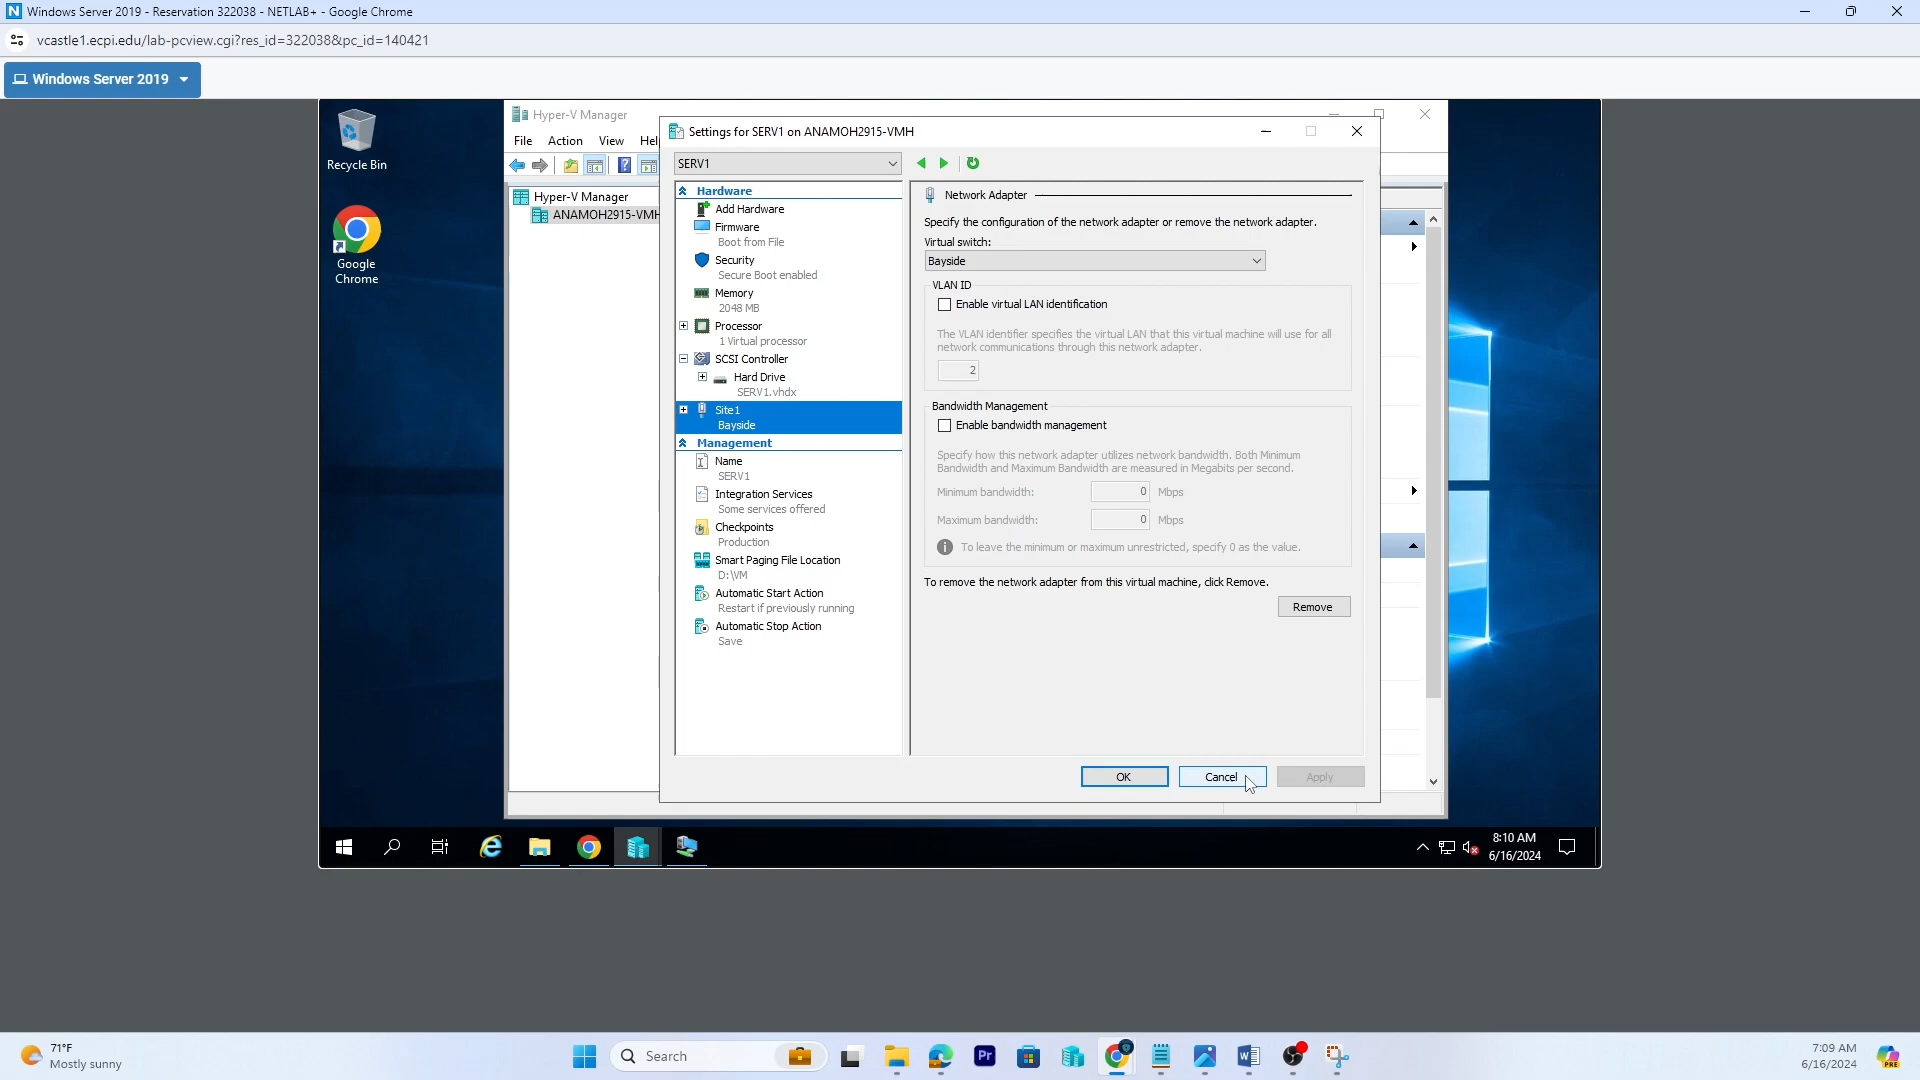 Windows Server 2019 - Reservation 322038 - NETLAB+ - Google Chrome
vcastle1.ecpi.edu/lab-pcview.cgi?res_id=322038&pc_id=140421
Windows Server 2019
Recycle Bin
Google
Chrome
Hyper-V Manager
File Action View Hel
Hyper-V Manager
ANAMOH2915-VMH
Settings for SERV1 on ANAMOH2915-VMH
SERV1
Hardware
Add Hardware
Firmware
Boot from File
Security
Secure Boot enabled
Memory
2048 MB
Processor
1 Virtual processor
SCSI Controller
Hard Drive
SERV1.vhdx
Site1
Bayside
Management
Name
SERV1
Integration Services
Some services offered
Checkpoints
Production
Smart Paging File Location
D:\VM
Automatic Start Action
Restart if previously running
Automatic Stop Action
Save
Network Adapter
Specify the configuration of the network adapter or remove the network adapter.
Virtual switch:
Bayside
VLAN ID
Enable virtual LAN identification
The VLAN identifier specifies the virtual LAN that this virtual machine will use for all
network communications through this network adapter.
2
Bandwidth Management
Enable bandwidth management
Specify how this network adapter utilizes network bandwidth. Both Minimum
Bandwidth and Maximum Bandwidth are measured in Megabits per second.
Minimum bandwidth: 0 Mbps
Maximum bandwidth: 0 Mbps
To leave the minimum or maximum unrestricted, specify 0 as the value.
To remove the network adapter from this virtual machine, click Remove.
Remove
OK Cancel Apply
8:10 AM
6/16/2024
71°F
Mostly sunny
Search
Pr
7:09 AM
6/16/2024
PRE